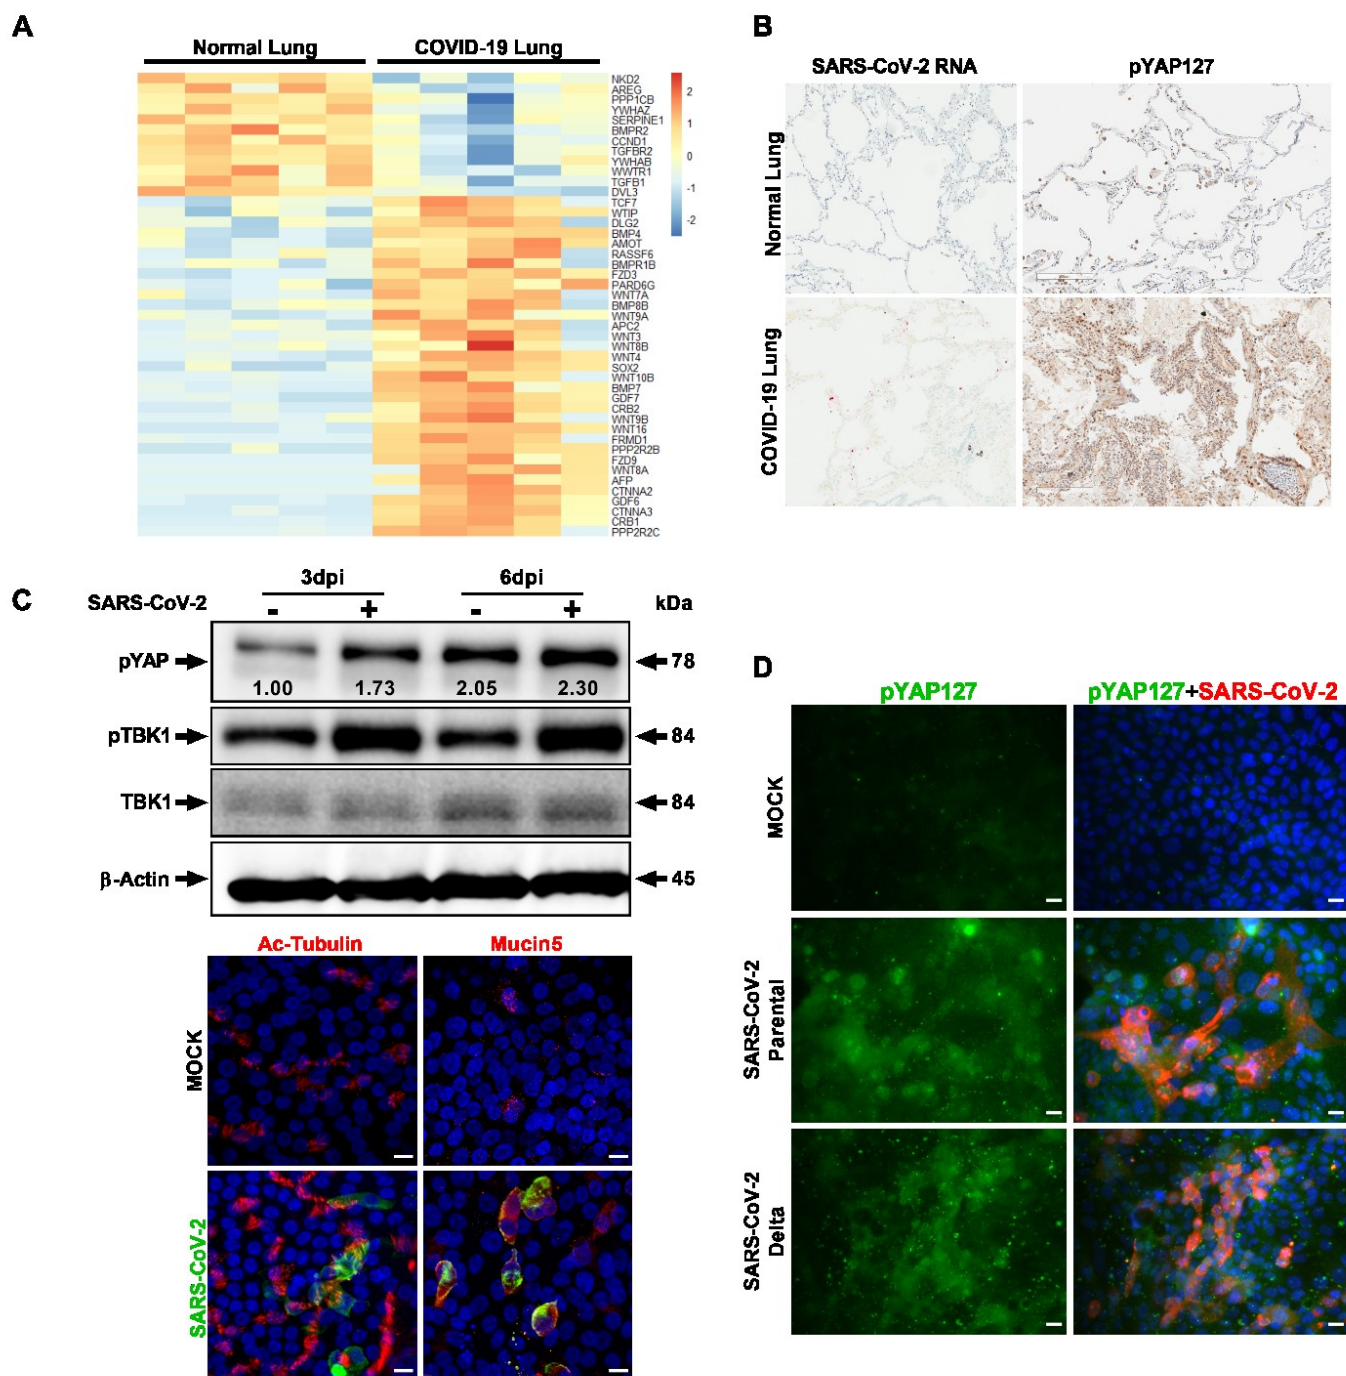 A
Normal Lung
COVID-19 Lung
NKD2
AREG
PPP1CB
YWHAZ
SERPINE1
BMPR2
CCND1
TGFBR2
YWHAB
WWTR1
TGFB1
DVL3
TCF7
WTIP
DLG2
BMP4
AMOT
RASSF6
BMPR1B
FZD3
PARD6G
WNT7A
BMP8B
WNT9A
APC2
WNT3
WNT8B
WNT4
SOX2
WNT10B
BMP7
GDF7
CRB2
WNT9B
WNT16
FRMD1
PPP2R2B
FZD9
WNT8A
AFP
CTNNA2
GDF6
CTNNA3
CRB1
PPP2R2C
2
1
0
-1
-2
B
SARS-CoV-2 RNA
pYAP127
Normal Lung
COVID-19 Lung
C
3dpi
6dpi
SARS-CoV-2
-
+
-
+
kDa
pYAP
78
1.00
1.73
2.05
2.30
pTBK1
84
TBK1
84
β-Actin
45
Ac-Tubulin
Mucin5
MOCK
SARS-CoV-2
D
pYAP127
pYAP127+SARS-CoV-2
MOCK
SARS-CoV-2
Parental
SARS-CoV-2
Delta